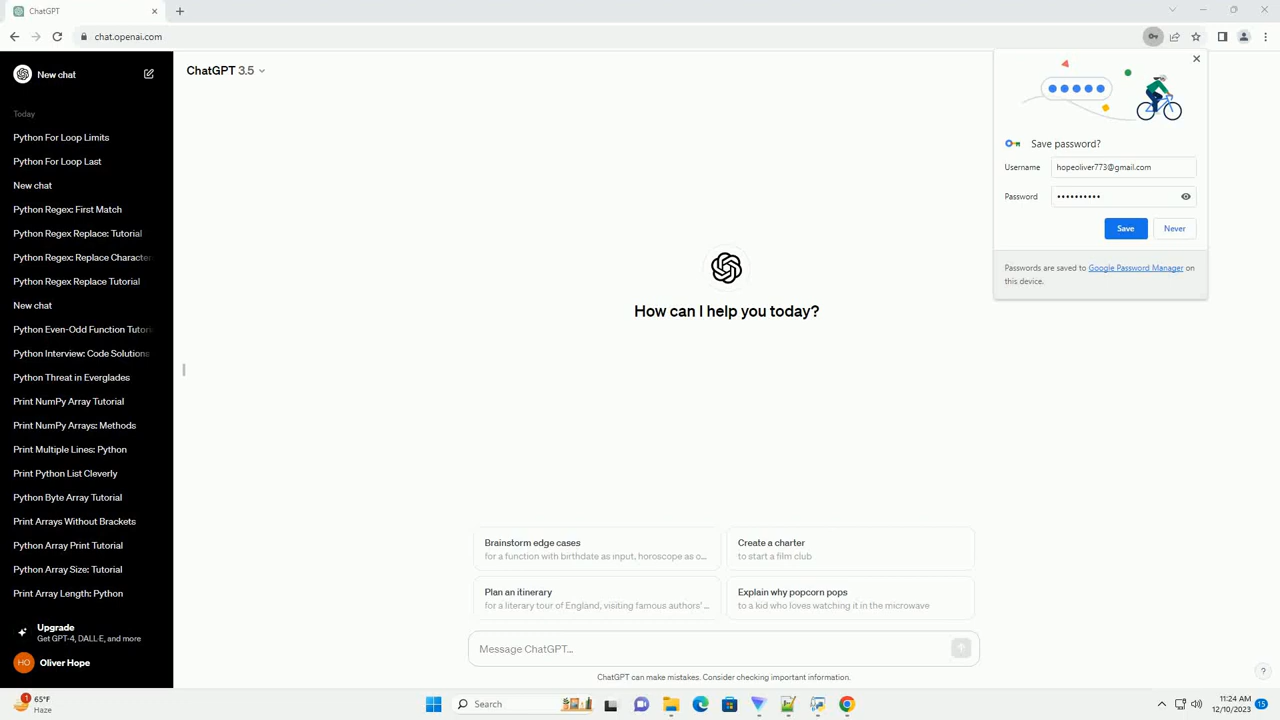 ChatGPT
chat.openai.com
New chat
Today
Python For Loop Limits
Python For Loop Last
New chat
Python Regex: First Match
Python Regex Replace: Tutorial
Python Regex: Replace Character
Python Regex Replace Tutorial
New chat
Python Even-Odd Function Tutori
Python Interview: Code Solutions
Python Threat in Everglades
Print NumPy Array Tutorial
Print NumPy Arrays: Methods
Print Multiple Lines: Python
Print Python List Cleverly
Python Byte Array Tutorial
Print Arrays Without Brackets
Python Array Print Tutorial
Python Array Size: Tutorial
Print Array Length: Python
Upgrade
Get GPT-4, DALL·E, and more
HO Oliver Hope
ChatGPT 3.5
Save password?
Username hopeoliver773@gmail.com
Password ••••••••••
Save Never
Passwords are saved to Google Password Manager on
this device.
How can I help you today?
Brainstorm edge cases
for a function with birthdate as input, horoscope as o...
Create a charter
to start a film club
Plan an itinerary
for a literary tour of England, visiting famous authors' ...
Explain why popcorn pops
to a kid who loves watching it in the microwave
Message ChatGPT...
ChatGPT can make mistakes. Consider checking important information.
?
1
65°F
Haze
Search
11:24 AM
12/10/2023
15